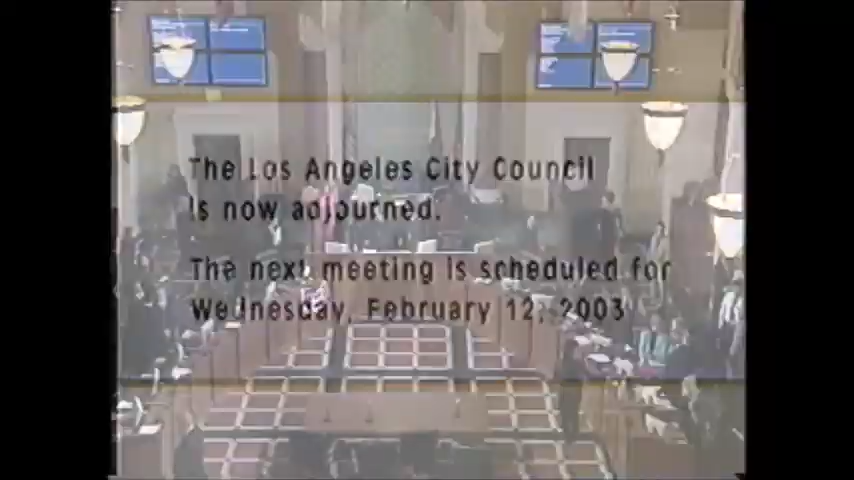 The Los Angeles City Council
is now adjourned.
The next meeting is scheduled for
Wednesday, February 12, 2003